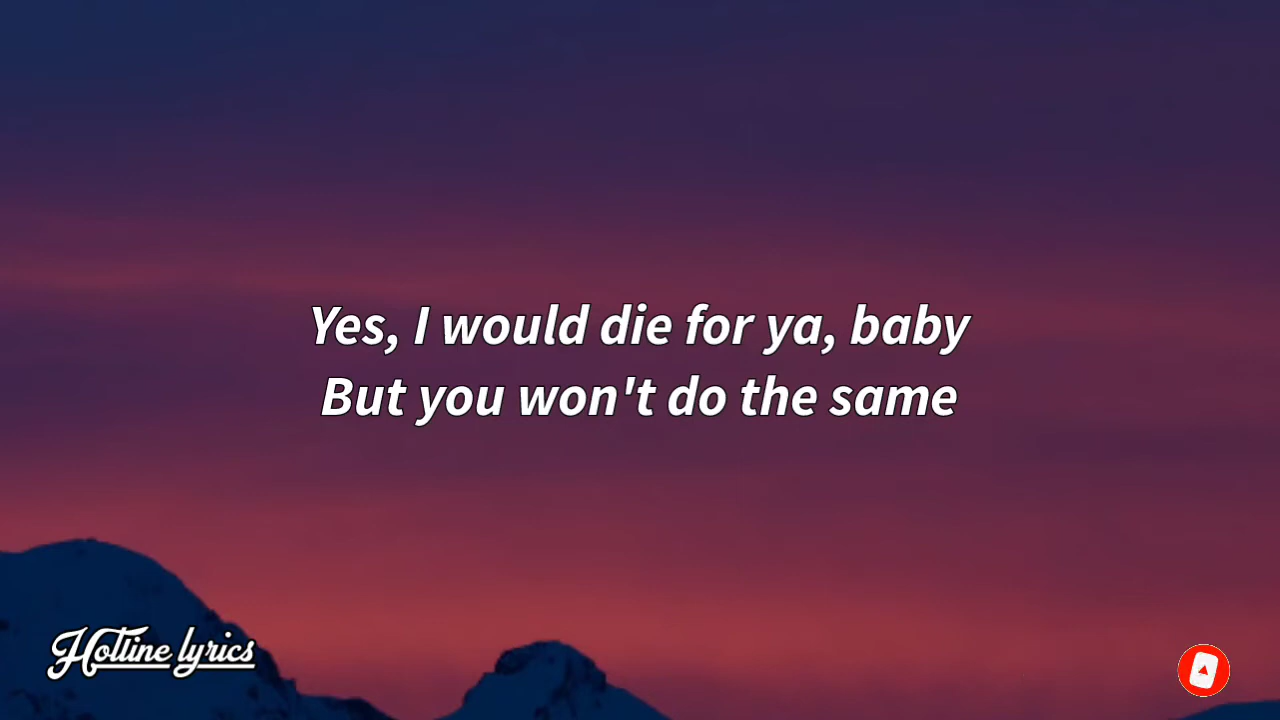 Yes, I would die for ya, baby
But you won't do the same
Hotline lyrics